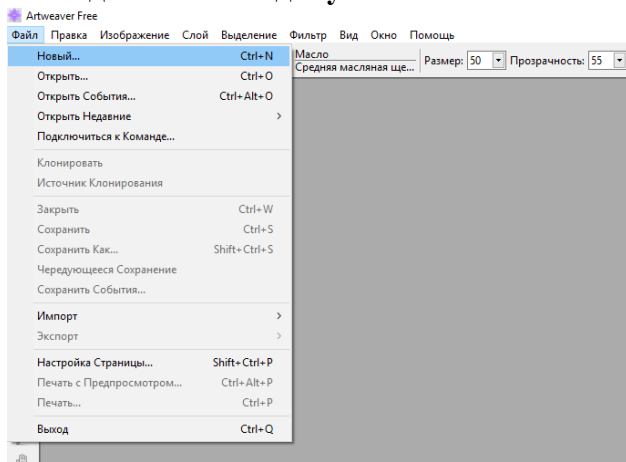 Artweaver Free
Файл Правка Изображение Слой Выделение Фильтр Вид Окно Помощь
Масло
Средняя масляная ще... Размер: 50 Прозрачность: 55
Новый... Ctrl+N
Открыть... Ctrl+O
Открыть События... Ctrl+Alt+O
Открыть Недавние
Подключиться к Команде...
Клонировать
Источник Клонирования
Закрыть Ctrl+W
Сохранить Ctrl+S
Сохранить Как... Shift+Ctrl+S
Чередующееся Сохранение
Сохранить События...
Импорт
Экспорт
Настройка Страницы... Shift+Ctrl+P
Печать с Предпросмотром... Ctrl+Alt+P
Печать... Ctrl+P
Выход Ctrl+Q